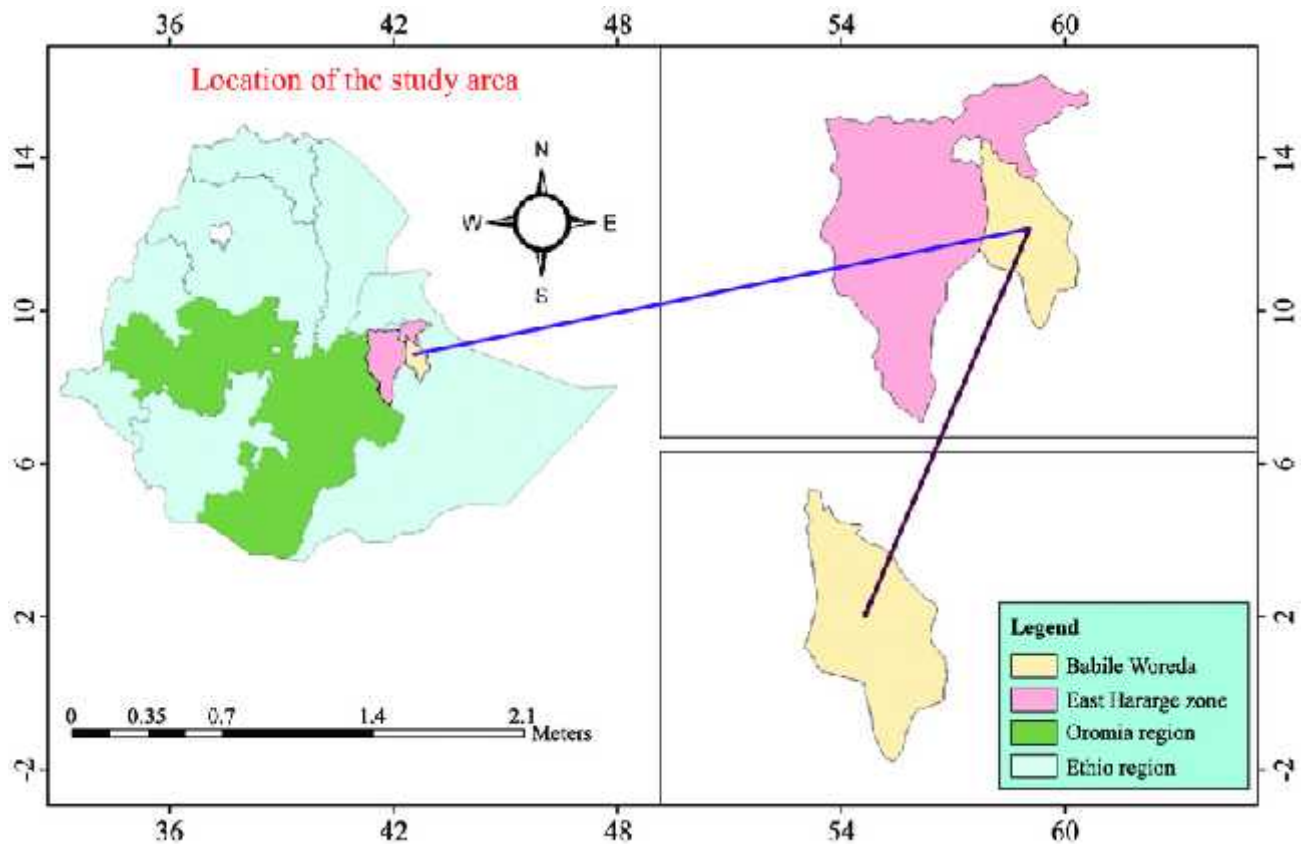 36 42 48 54 60
Location of the study area
N
W E
S
14 14
10 10
6 6
2 2
-2 -2
0 0.35 0.7 1.4 2.1
Meters
Legend
Babile Woreda
East Hararge zone
Oromia region
Ethio region
36 42 48 54 60